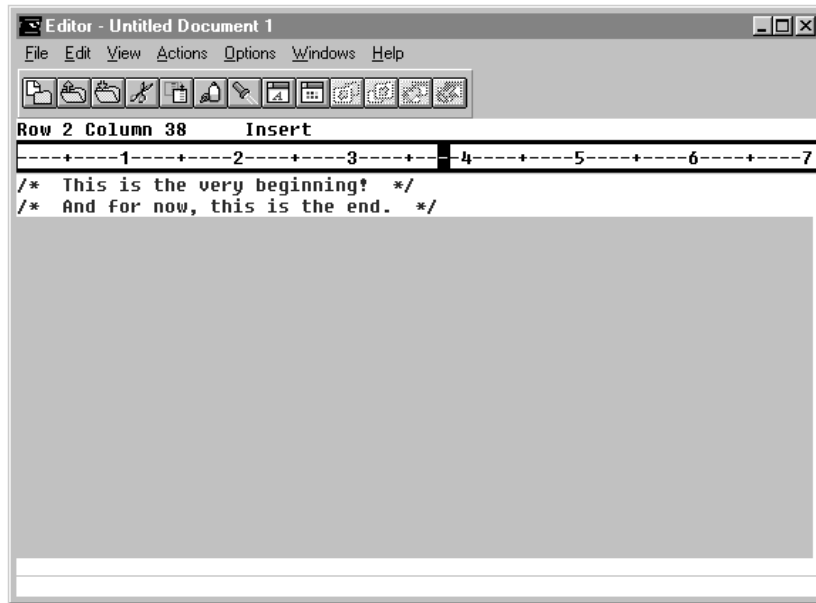 Editor - Untitled Document 1
File Edit View Actions Options Windows Help
Row 2 Column 38 Insert
----+----1----+----2----+----3----+----4----+----5----+----6----+----7
/* This is the very beginning! */
/* And for now, this is the end. */